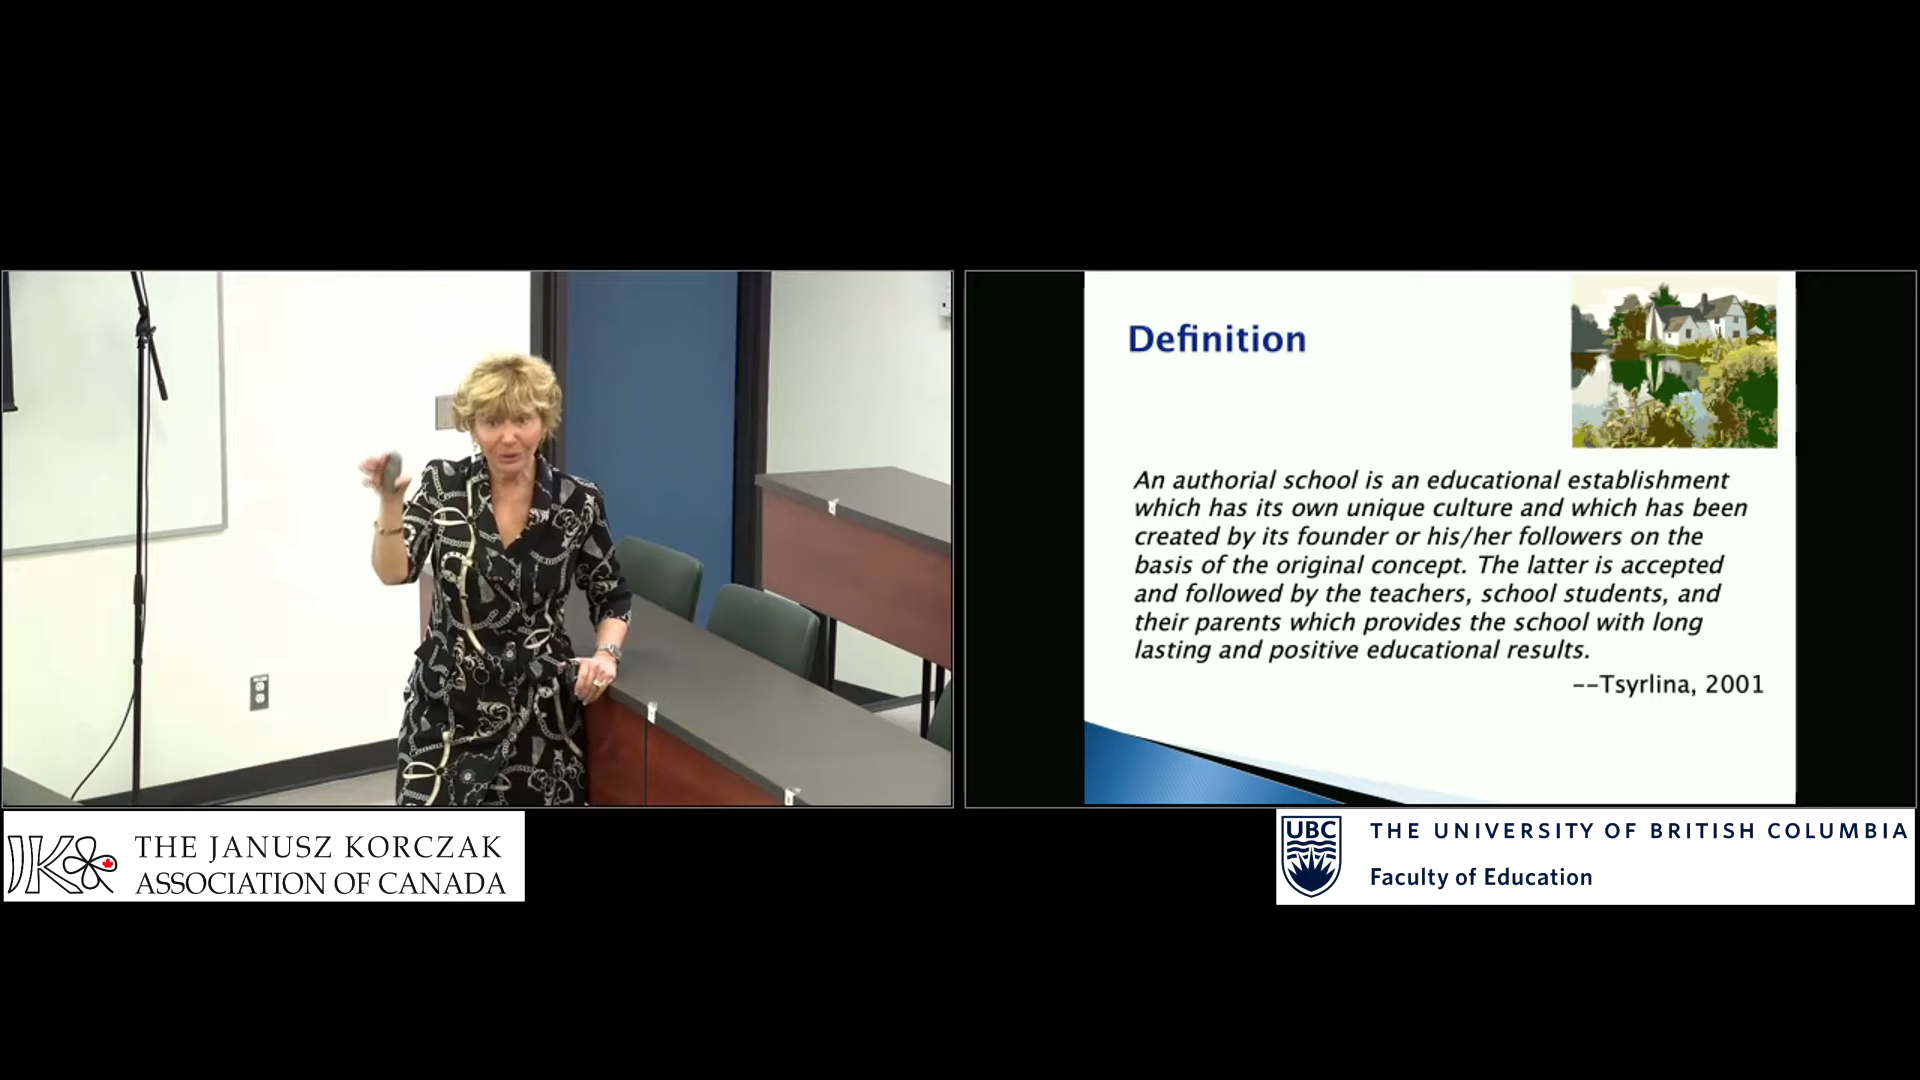 Definition
An authorial school is an educational establishment
which has its own unique culture and which has been
created by its founder or his/her followers on the
basis of the original concept. The latter is accepted
and followed by the teachers, school students, and
their parents which provides the school with long
lasting and positive educational results.
--Tsyrlina, 2001
JK
THE JANUSZ KORCZAK
ASSOCIATION OF CANADA
UBC
THE UNIVERSITY OF BRITISH COLUMBIA
Faculty of Education